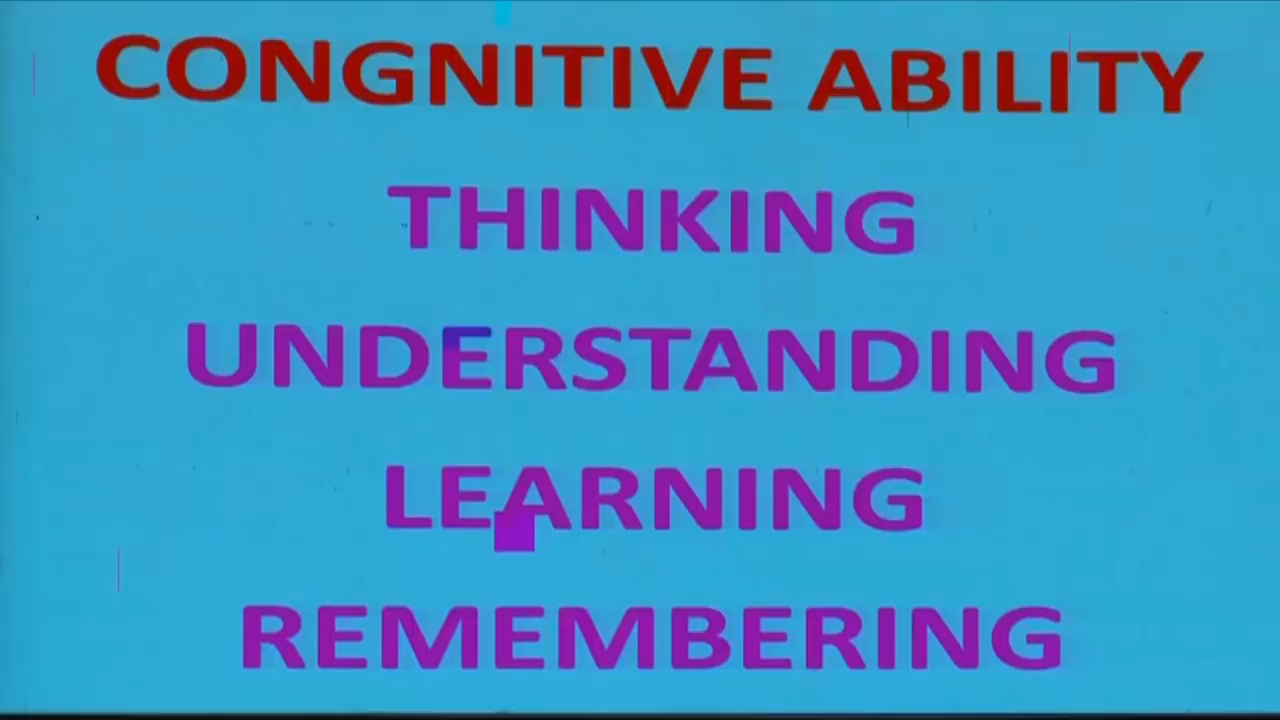 CONGNITIVE ABILITY
THINKING
UNDERSTANDING
LEARNING
REMEMBERING